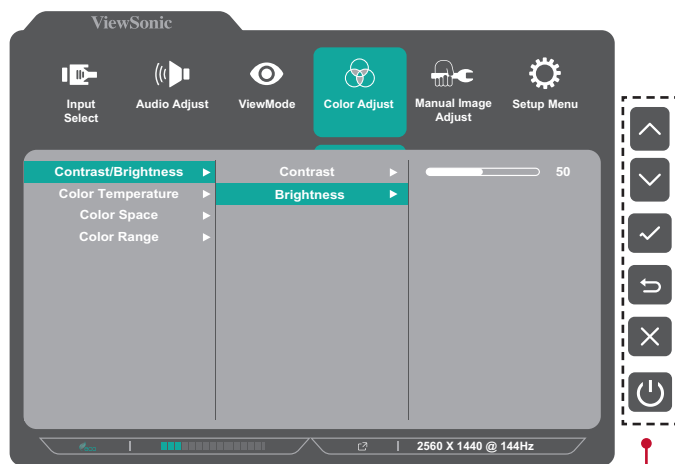 ViewSonic
Input
Select
Audio Adjust
ViewMode
Color Adjust
Manual Image
Adjust
Setup Menu
Contrast/Brightness
Contrast
50
Color Temperature
Brightness
Color Space
Color Range
2560 X 1440 @ 144Hz